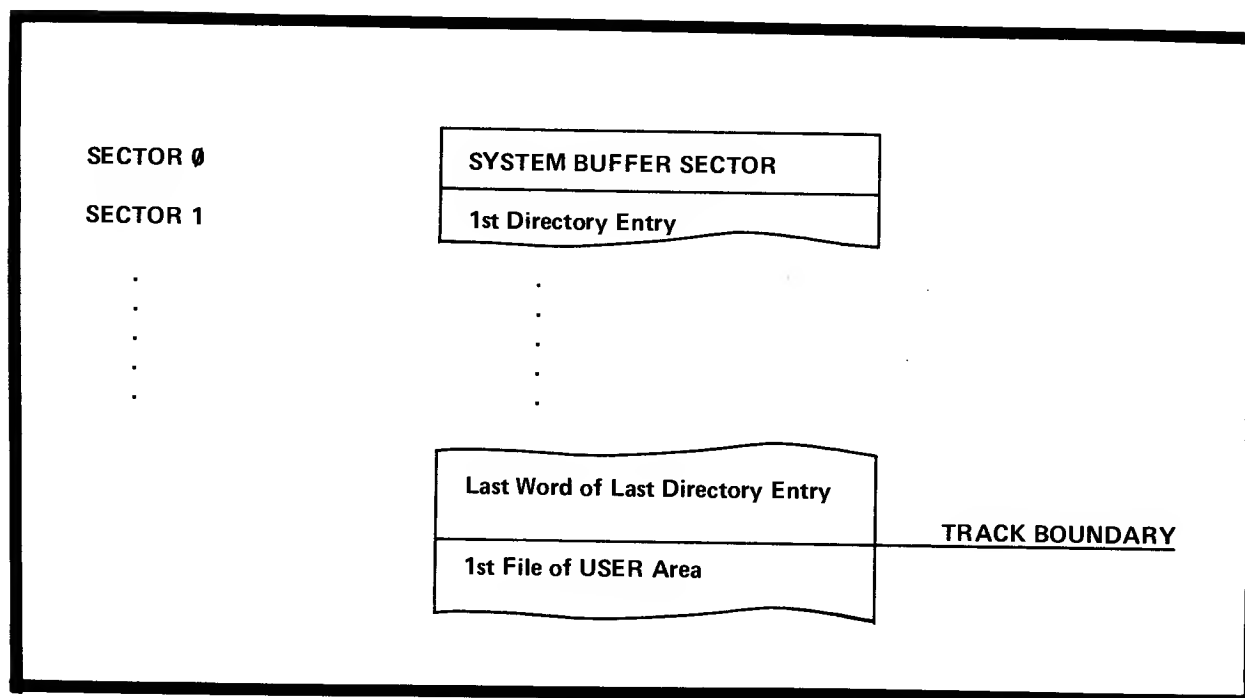 SECTOR Ø
SYSTEM BUFFER SECTOR
SECTOR 1
1st Directory Entry
Last Word of Last Directory Entry
TRACK BOUNDARY
1st File of USER Area